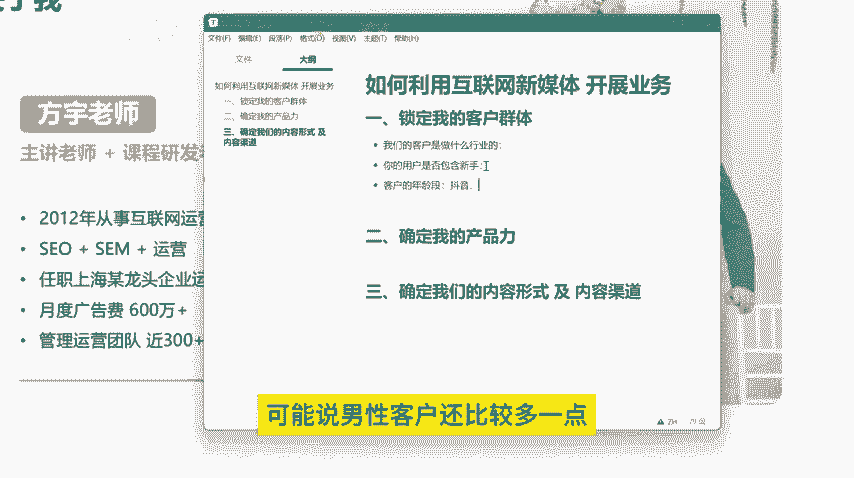 方宇老师
主讲老师 + 课程研发
• 2012年从事互联网运营
• SEO + SEM + 运营
• 任职上海某龙头企业运
• 月度广告费 600万+
• 管理运营团队 近300+
文件(F) 编辑(E) 段落(P) 格式(O) 视图(V) 主题(T) 帮助(H)
文件 大纲
如何利用互联网新媒体 开展业务
一、锁定我的客户群体
二、确定我的产品力
三、确定我们的内容形式 及
内容渠道
如何利用互联网新媒体 开展业务
一、锁定我的客户群体
• 我们的客户是做什么行业的:
• 你的用户是否包含新手:
• 客户的年龄段: 抖音、
二、确定我的产品力
三、确定我们的内容形式 及 内容渠道
可能说男性客户还比较多一点